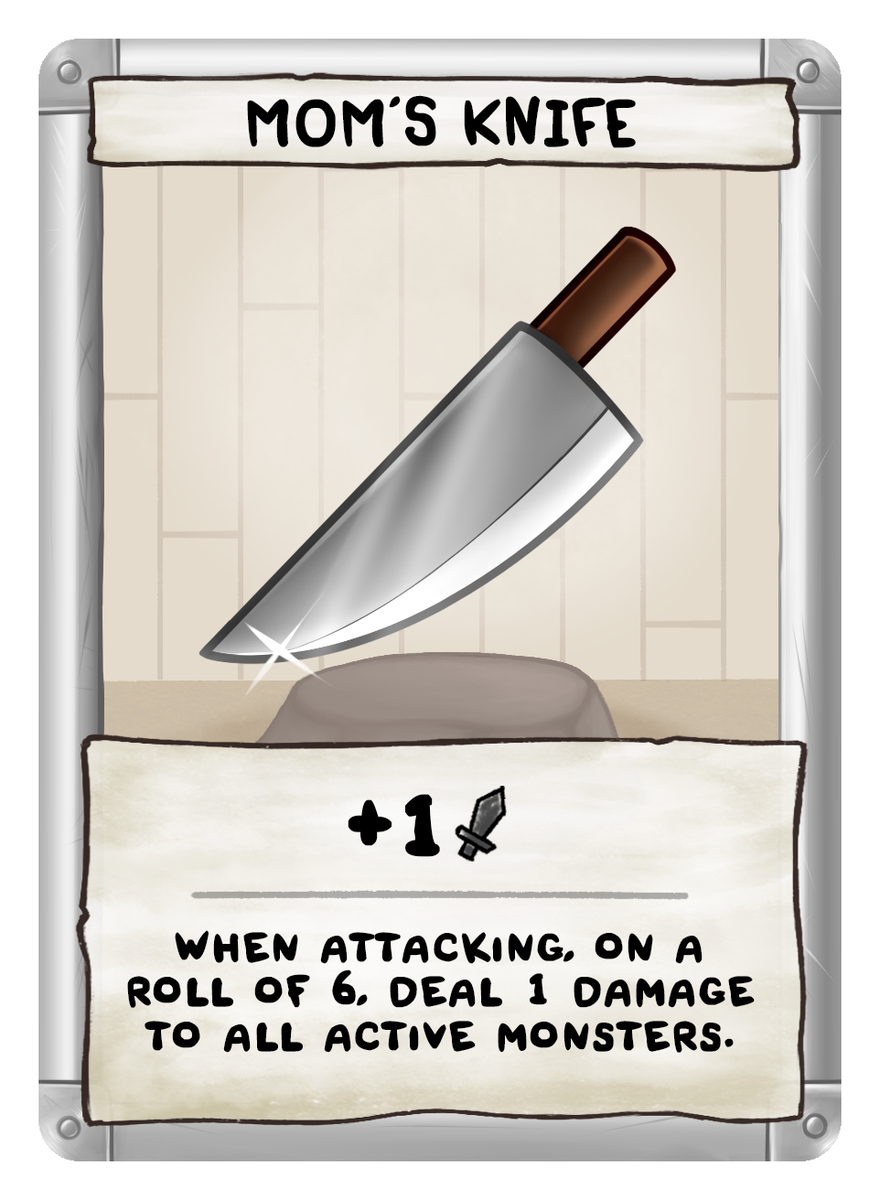 MOM'S KNIFE
+1
WHEN ATTACKING, ON A
ROLL OF 6, DEAL 1 DAMAGE
TO ALL ACTIVE MONSTERS.